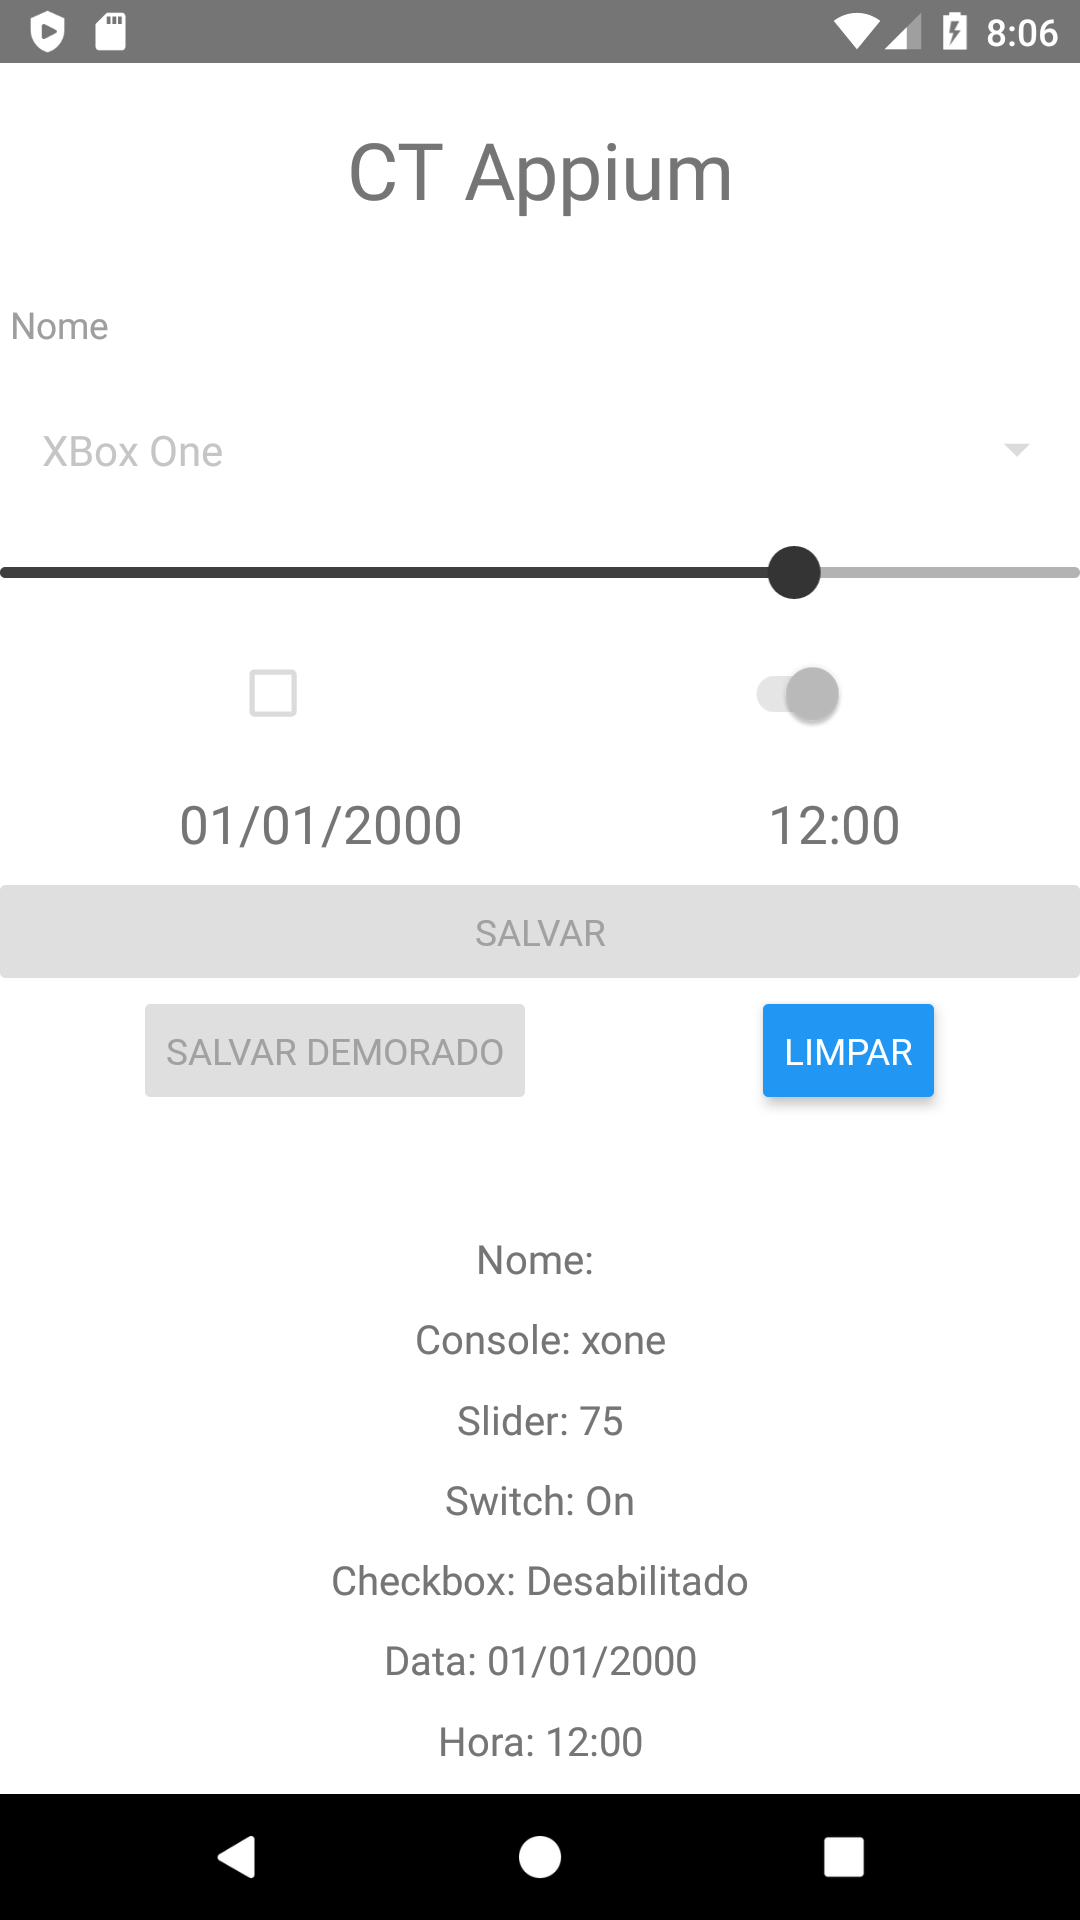 8:06
CT Appium
Nome
XBox One
01/01/2000 12:00
SALVAR
SALVAR DEMORADO LIMPAR
Nome:
Console: xone
Slider: 75
Switch: On
Checkbox: Desabilitado
Data: 01/01/2000
Hora: 12:00